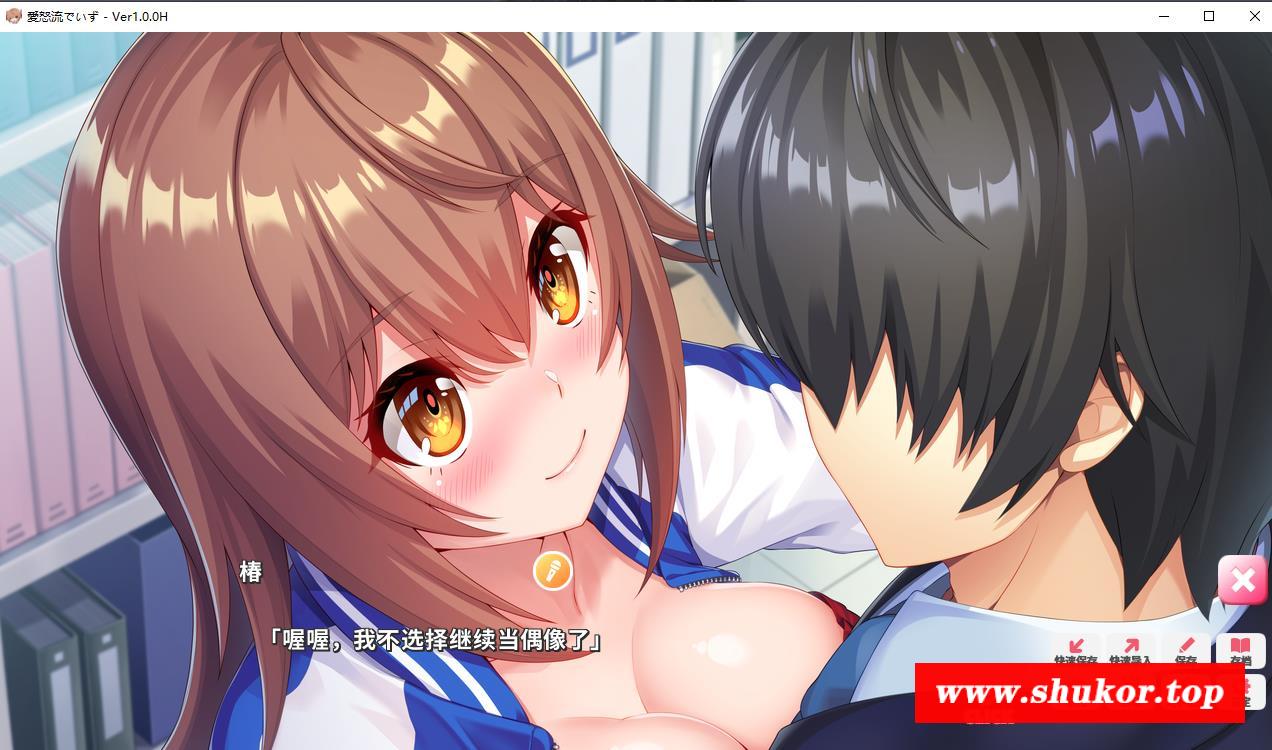 愛怒流でぃず - Ver1.0.0H
椿
「喔喔，我不选择继续当偶像了」
快速保存 快速导入 保存 存档
www.shukor.top